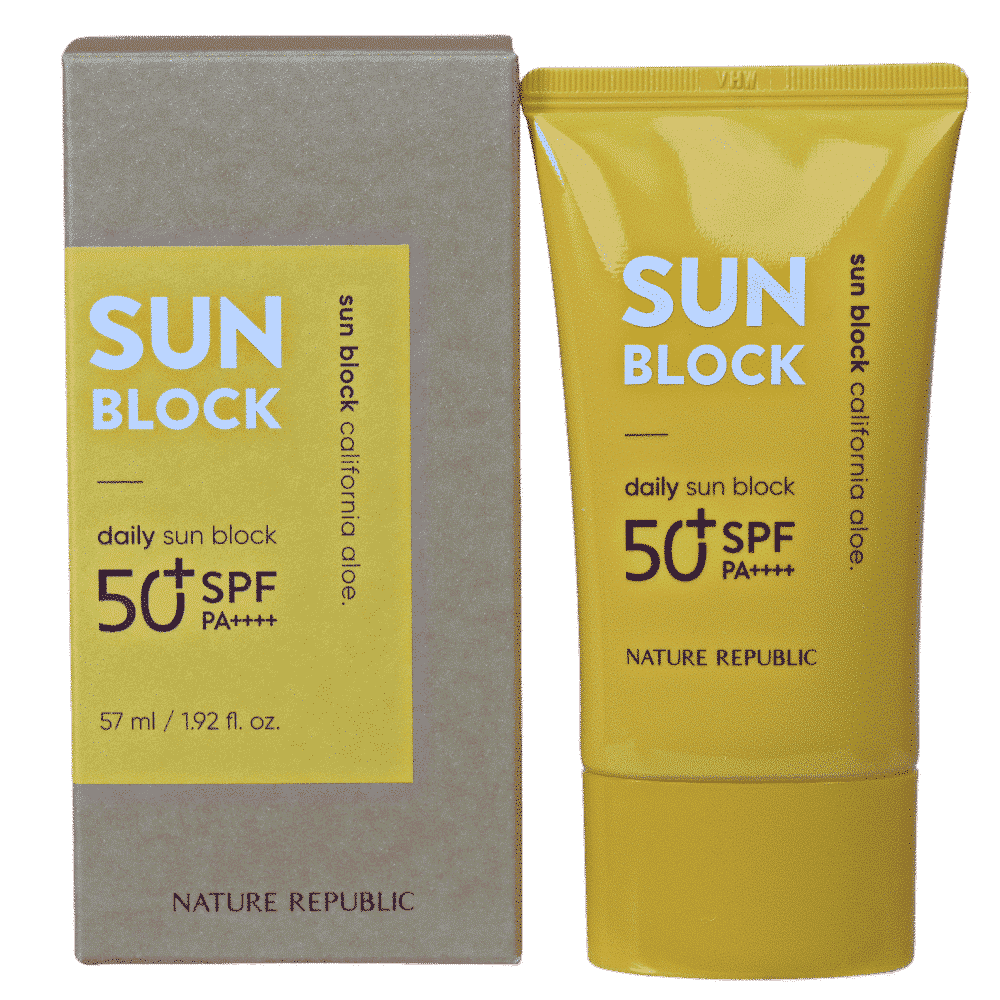 SUN
BLOCK
sun block california aloe.
daily sun block
50+ SPF
PA++++
57 ml / 1.92 fl. oz.
NATURE REPUBLIC
SUN
BLOCK
sun block california aloe.
daily sun block
50+ SPF
PA++++
NATURE REPUBLIC